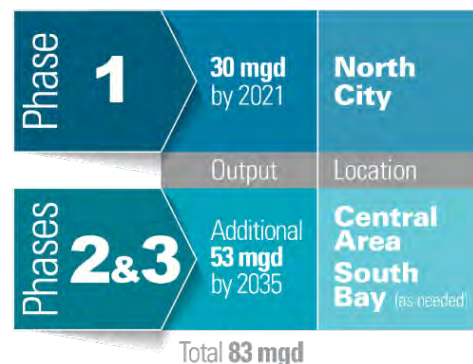 Phase 1
30 mgd
by 2021
North
City
Output
Location
Phases 2&3
Additional
53 mgd
by 2035
Central
Area
South
Bay (as needed)
Total 83 mgd